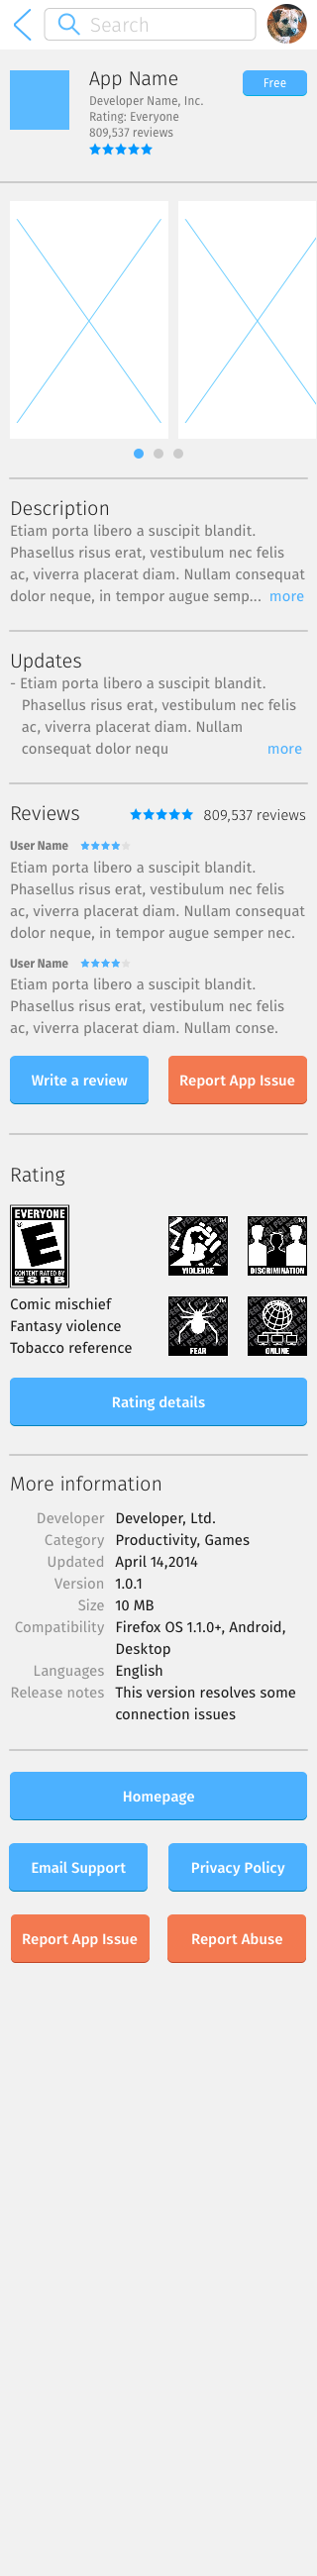 Search
App Name
Free
Developer Name, Inc.
Rating: Everyone
809,537 reviews
Description
Etiam porta libero a suscipit blandit.
Phasellus risus erat, vestibulum nec felis
ac, viverra placerat diam. Nullam consequat
dolor neque, in tempor augue semp... more
Updates
- Etiam porta libero a suscipit blandit.
Phasellus risus erat, vestibulum nec felis
ac, viverra placerat diam. Nullam
consequat dolor nequ more
Reviews 809,537 reviews
User Name
Etiam porta libero a suscipit blandit.
Phasellus risus erat, vestibulum nec felis
ac, viverra placerat diam. Nullam consequat
dolor neque, in tempor augue semper nec.
User Name
Etiam porta libero a suscipit blandit.
Phasellus risus erat, vestibulum nec felis
ac, viverra placerat diam. Nullam conse.
Write a review Report App Issue
Rating
EVERYONE
E
CONTENT RATED BY
ESRB
VIOLENCE DISCRIMINATION
FEAR ONLINE
Comic mischief
Fantasy violence
Tobacco reference
Rating details
More information
Developer Developer, Ltd.
Category Productivity, Games
Updated April 14,2014
Version 1.0.1
Size 10 MB
Compatibility Firefox OS 1.1.0+, Android,
Desktop
Languages English
Release notes This version resolves some
connection issues
Homepage
Email Support Privacy Policy
Report App Issue Report Abuse